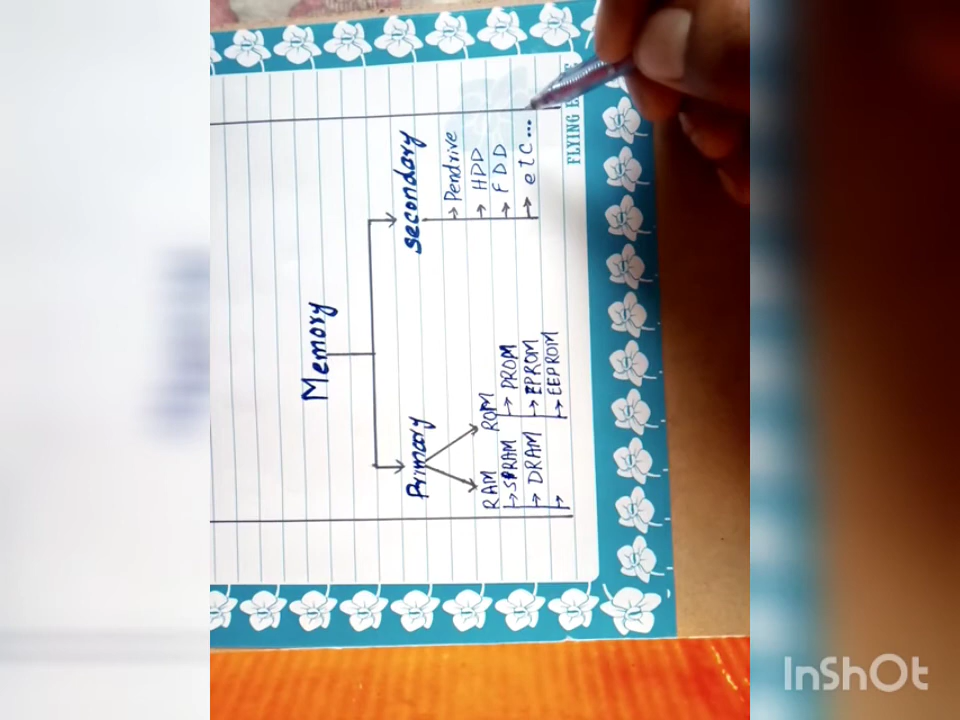 Memory
Primary
secondary
RAM
ROM
→ SRAM
→ DRAM
→ PROM
→ EPROM
→ EEPROM
→ Pendrive
→ HDD
→ FDD
→ etc...
FLYING
InShOt